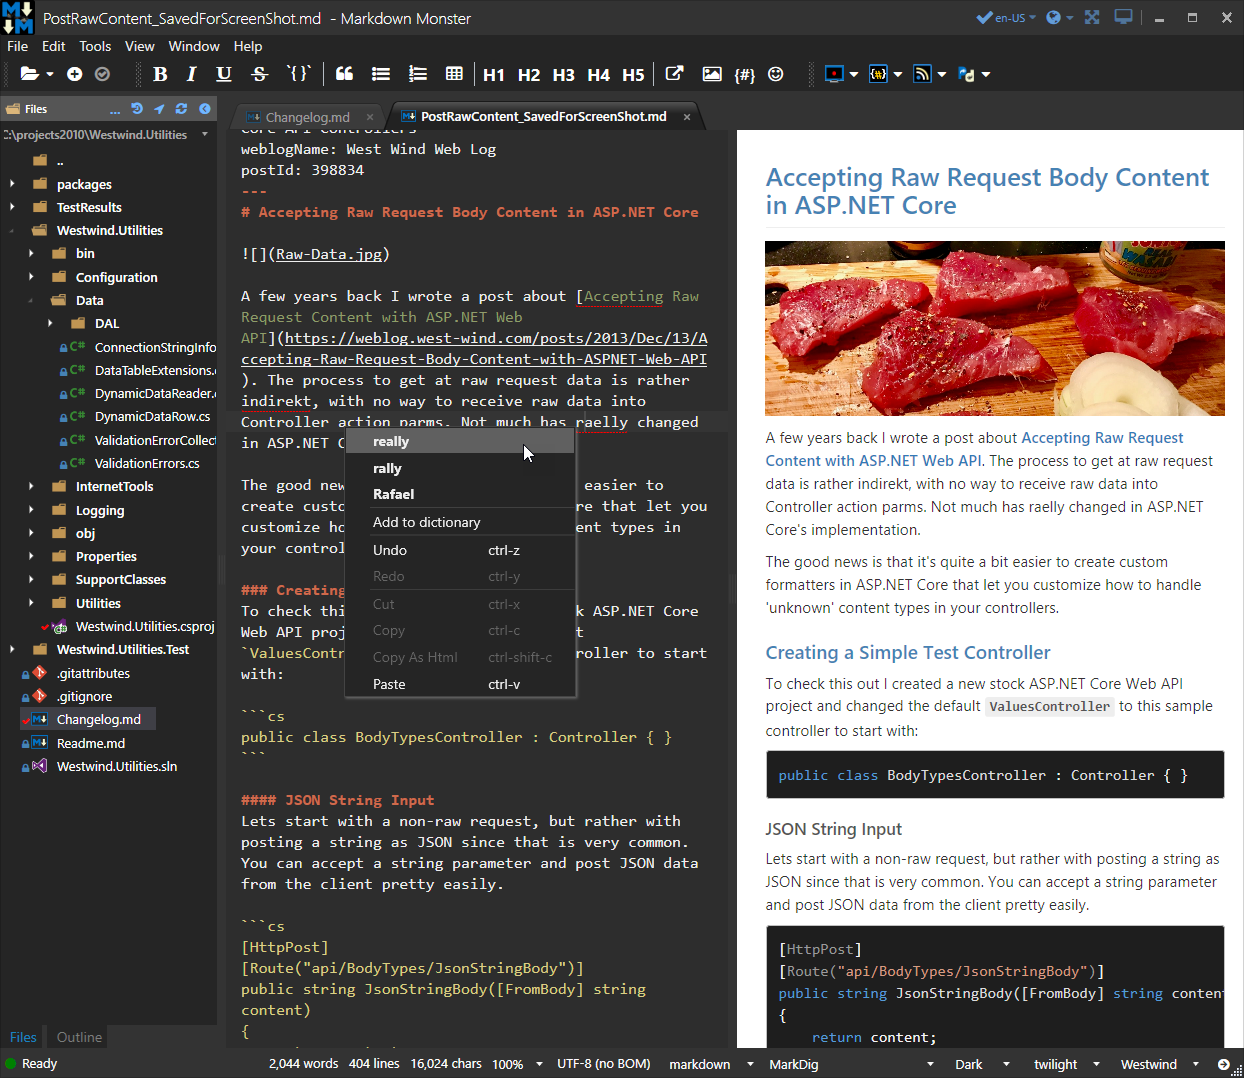 PostRawContent_SavedForScreenShot.md - Markdown Monster
en-US
File Edit Tools View Window Help
B I U S `{}` H1 H2 H3 H4 H5 {#}
Files
:\projects2010\Westwind.Utilities
..
packages
TestResults
Westwind.Utilities
bin
Configuration
Data
DAL
ConnectionStringInfo
DataTableExtensions.
DynamicDataReader.
DynamicDataRow.cs
ValidationErrorCollect
ValidationErrors.cs
InternetTools
Logging
obj
Properties
SupportClasses
Utilities
Westwind.Utilities.csproj
Westwind.Utilities.Test
.gitattributes
.gitignore
Changelog.md
Readme.md
Westwind.Utilities.sln
Files Outline
Changelog.md ×
PostRawContent_SavedForScreenShot.md ×
Core API Controllers
weblogName: West Wind Web Log
postId: 398834
---
# Accepting Raw Request Body Content in ASP.NET Core
![](Raw-Data.jpg)
A few years back I wrote a post about [Accepting Raw
Request Content with ASP.NET Web
API](https://weblog.west-wind.com/posts/2013/Dec/13/A
ccepting-Raw-Request-Body-Content-with-ASPNET-Web-API
). The process to get at raw request data is rather
indirekt, with no way to receive raw data into
Controller action parms. Not much has raelly changed
in ASP.NET C
The good new easier to
create custo re that let you
customize ho ent types in
your control
### Creating
To check thi k ASP.NET Core
Web API proj t
`ValuesContr roller to start
with:
```cs
public class BodyTypesController : Controller { }
```
#### JSON String Input
Lets start with a non-raw request, but rather with
posting a string as JSON since that is very common.
You can accept a string parameter and post JSON data
from the client pretty easily.
```cs
[HttpPost]
[Route("api/BodyTypes/JsonStringBody")]
public string JsonStringBody([FromBody] string
content)
{
really
rally
Rafael
Add to dictionary
Undo ctrl-z
Redo ctrl-y
Cut ctrl-x
Copy ctrl-c
Copy As Html ctrl-shift-c
Paste ctrl-v
Accepting Raw Request Body Content
in ASP.NET Core
A few years back I wrote a post about Accepting Raw Request
Content with ASP.NET Web API. The process to get at raw request
data is rather indirekt, with no way to receive raw data into
Controller action parms. Not much has raelly changed in ASP.NET
Core's implementation.
The good news is that it's quite a bit easier to create custom
formatters in ASP.NET Core that let you customize how to handle
'unknown' content types in your controllers.
Creating a Simple Test Controller
To check this out I created a new stock ASP.NET Core Web API
project and changed the default ValuesController to this sample
controller to start with:
public class BodyTypesController : Controller { }
JSON String Input
Lets start with a non-raw request, but rather with posting a string as
JSON since that is very common. You can accept a string parameter
and post JSON data from the client pretty easily.
[HttpPost]
[Route("api/BodyTypes/JsonStringBody")]
public string JsonStringBody([FromBody] string conten
{
return content;
Ready 2,044 words 404 lines 16,024 chars 100% UTF-8 (no BOM) markdown MarkDig Dark twilight Westwind